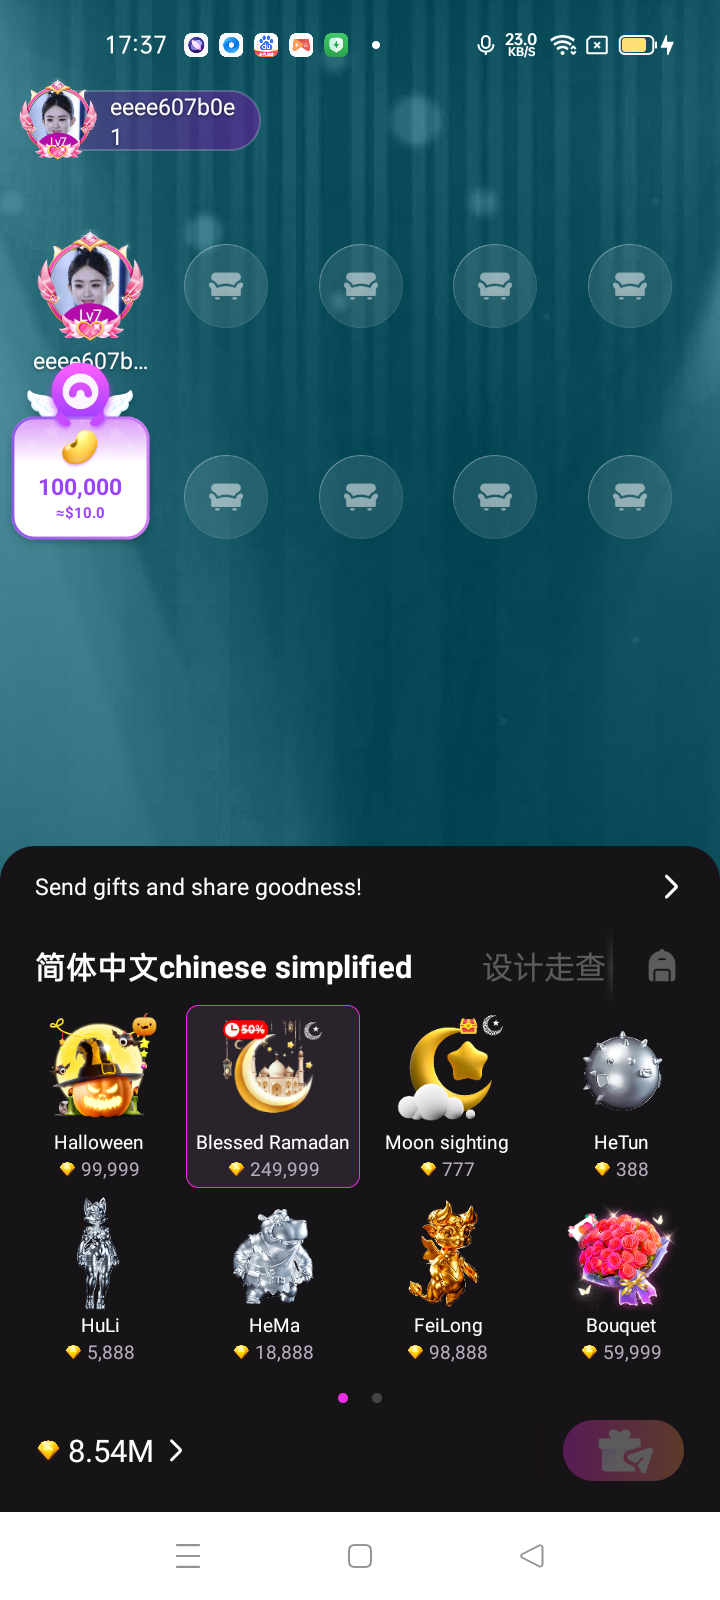 17:37
23.0
KB/S
eeee607b0e
1
Lv7
Lv7
eeee607b...
100,000
≈$10.0
Send gifts and share goodness!
简体中文chinese simplified 设计走查
50%
Halloween Blessed Ramadan Moon sighting HeTun
99,999 249,999 777 388
HuLi HeMa FeiLong Bouquet
5,888 18,888 98,888 59,999
8.54M